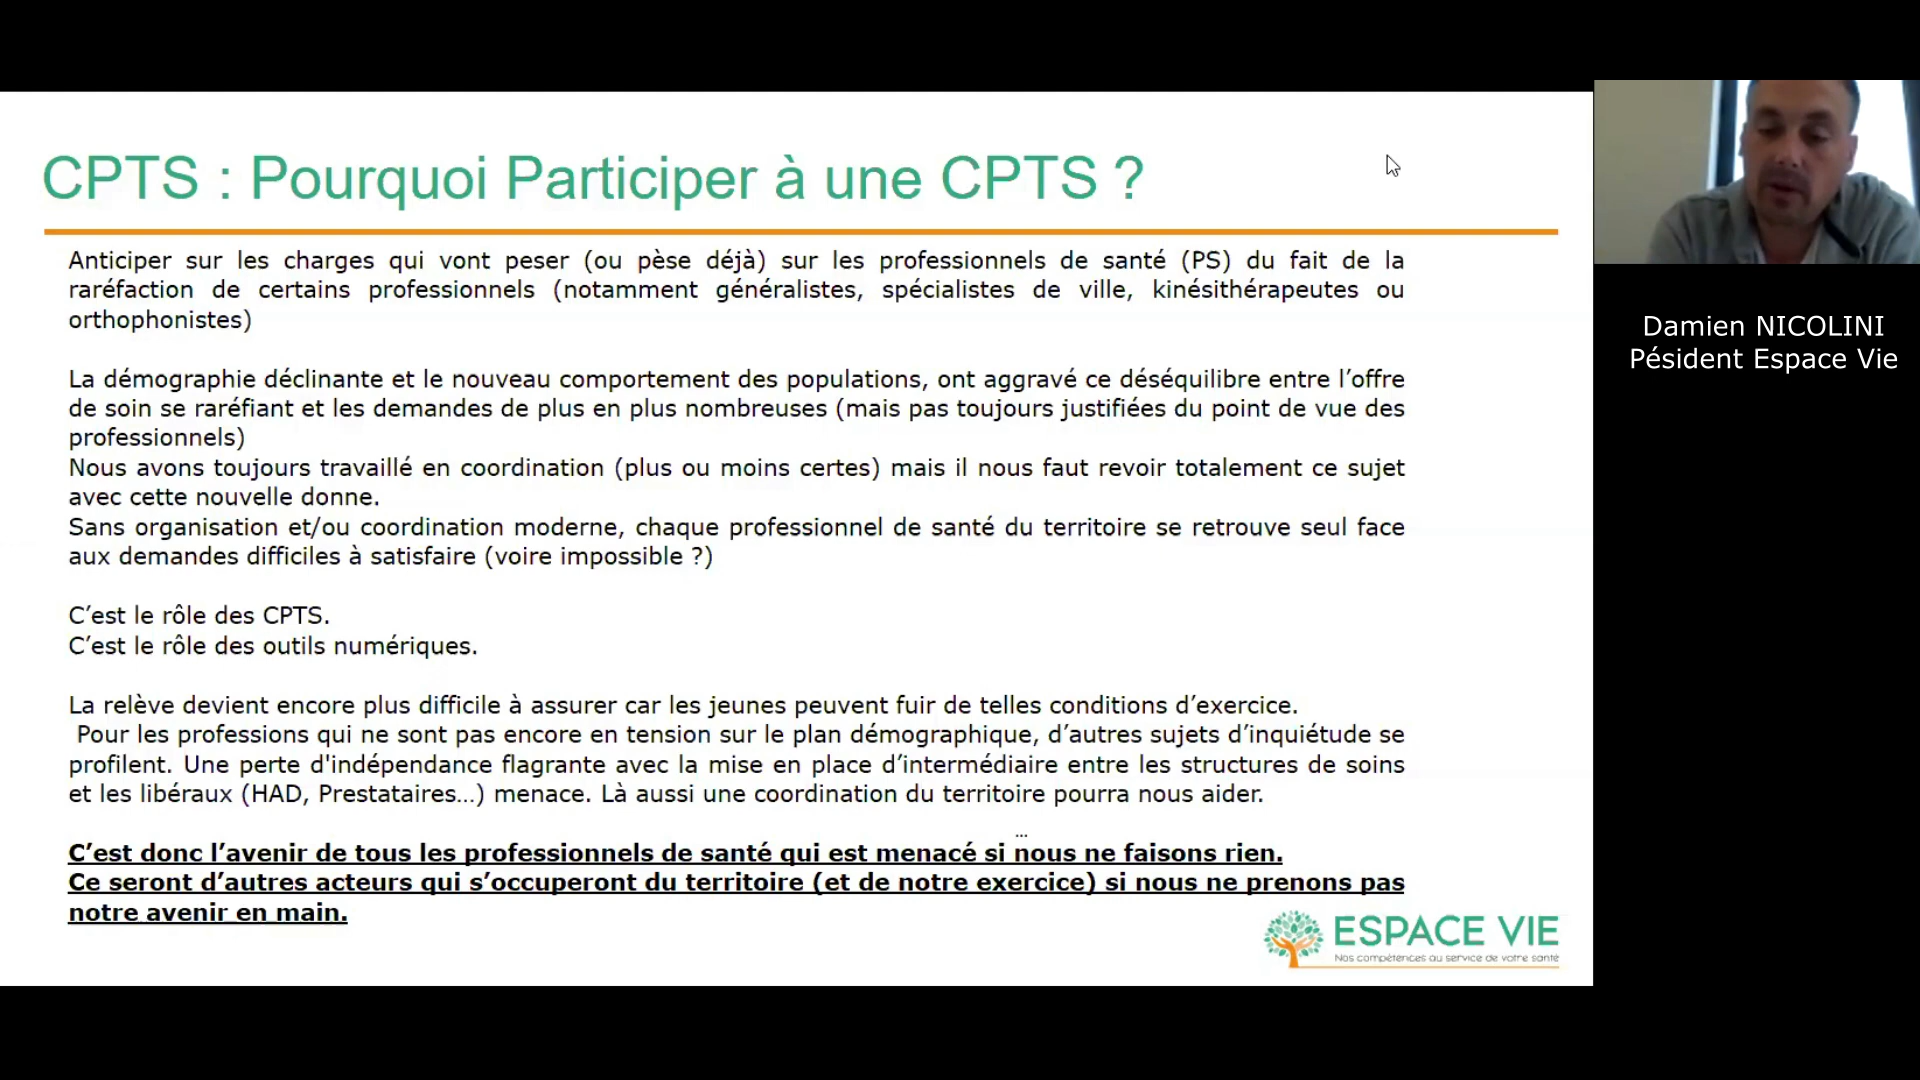 CPTS : Pourquoi Participer à une CPTS ?
Anticiper sur les charges qui vont peser (ou pèse déjà) sur les professionnels de santé (PS) du fait de la
raréfaction de certains professionnels (notamment généralistes, spécialistes de ville, kinésithérapeutes ou
orthophonistes)
La démographie déclinante et le nouveau comportement des populations, ont aggravé ce déséquilibre entre l’offre
de soin se raréfiant et les demandes de plus en plus nombreuses (mais pas toujours justifiées du point de vue des
professionnels)
Nous avons toujours travaillé en coordination (plus ou moins certes) mais il nous faut revoir totalement ce sujet
avec cette nouvelle donne.
Sans organisation et/ou coordination moderne, chaque professionnel de santé du territoire se retrouve seul face
aux demandes difficiles à satisfaire (voire impossible ?)
C’est le rôle des CPTS.
C’est le rôle des outils numériques.
La relève devient encore plus difficile à assurer car les jeunes peuvent fuir de telles conditions d’exercice.
Pour les professions qui ne sont pas encore en tension sur le plan démographique, d’autres sujets d’inquiétude se
profilent. Une perte d'indépendance flagrante avec la mise en place d’intermédiaire entre les structures de soins
et les libéraux (HAD, Prestataires…) menace. Là aussi une coordination du territoire pourra nous aider.
...
C’est donc l’avenir de tous les professionnels de santé qui est menacé si nous ne faisons rien.
Ce seront d’autres acteurs qui s’occuperont du territoire (et de notre exercice) si nous ne prenons pas
notre avenir en main.
ESPACE VIE
Nos compétences au service de votre santé
Damien NICOLINI
Pésident Espace Vie